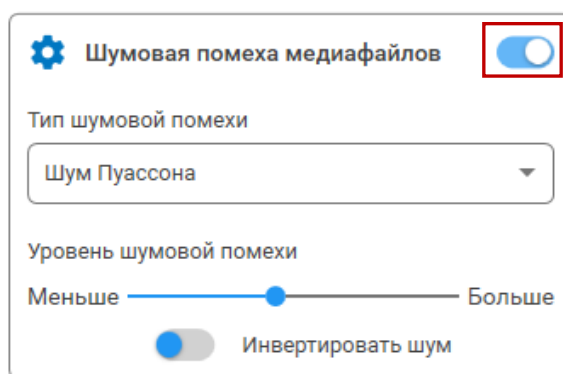 Шумовая помеха медиафайлов
Тип шумовой помехи
Шум Пуассона
Уровень шумовой помехи
Меньше Больше
Инвертировать шум